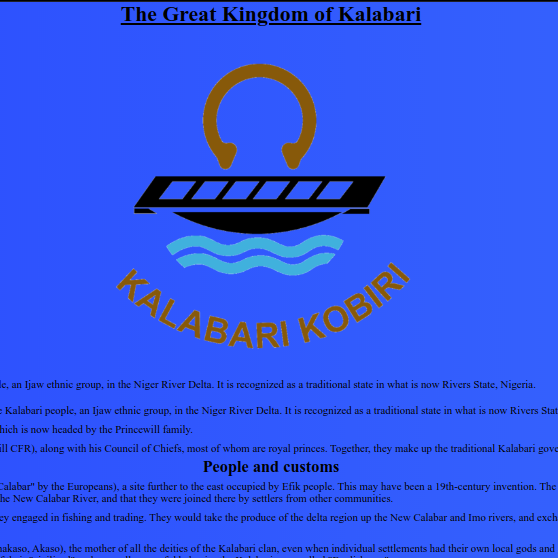 The Great Kingdom of Kalabari
KALABARI KOBIRI
le, an Ijaw ethnic group, in the Niger River Delta. It is recognized as a traditional state in what is now Rivers State, Nigeria.
e Kalabari people, an Ijaw ethnic group, in the Niger River Delta. It is recognized as a traditional state in what is now Rivers Stat
hich is now headed by the Princewill family.
ill CFR), along with his Council of Chiefs, most of whom are royal princes. Together, they make up the traditional Kalabari gove
People and customs
Calabar" by the Europeans), a site further to the east occupied by Efik people. This may have been a 19th-century invention. The
he New Calabar River, and that they were joined there by settlers from other communities.
ey engaged in fishing and trading. They would take the produce of the delta region up the New Calabar and Imo rivers, and exch
nakaso, Akaso), the mother of all the deities of the Kalabari clan, even when individual settlements had their own local gods and